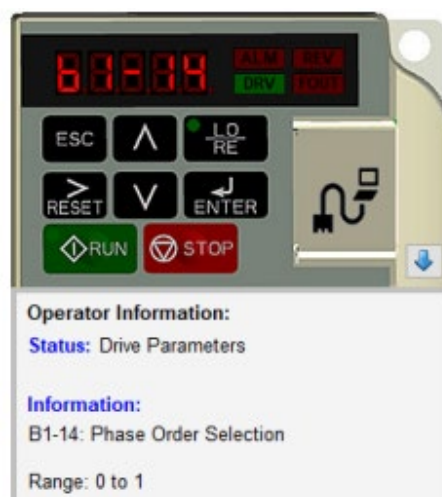 b1-14
ALM REV
DRV FOUT
ESC
LO
RE
RESET
ENTER
RUN
STOP
Operator Information:
Status: Drive Parameters
Information:
B1-14: Phase Order Selection
Range: 0 to 1